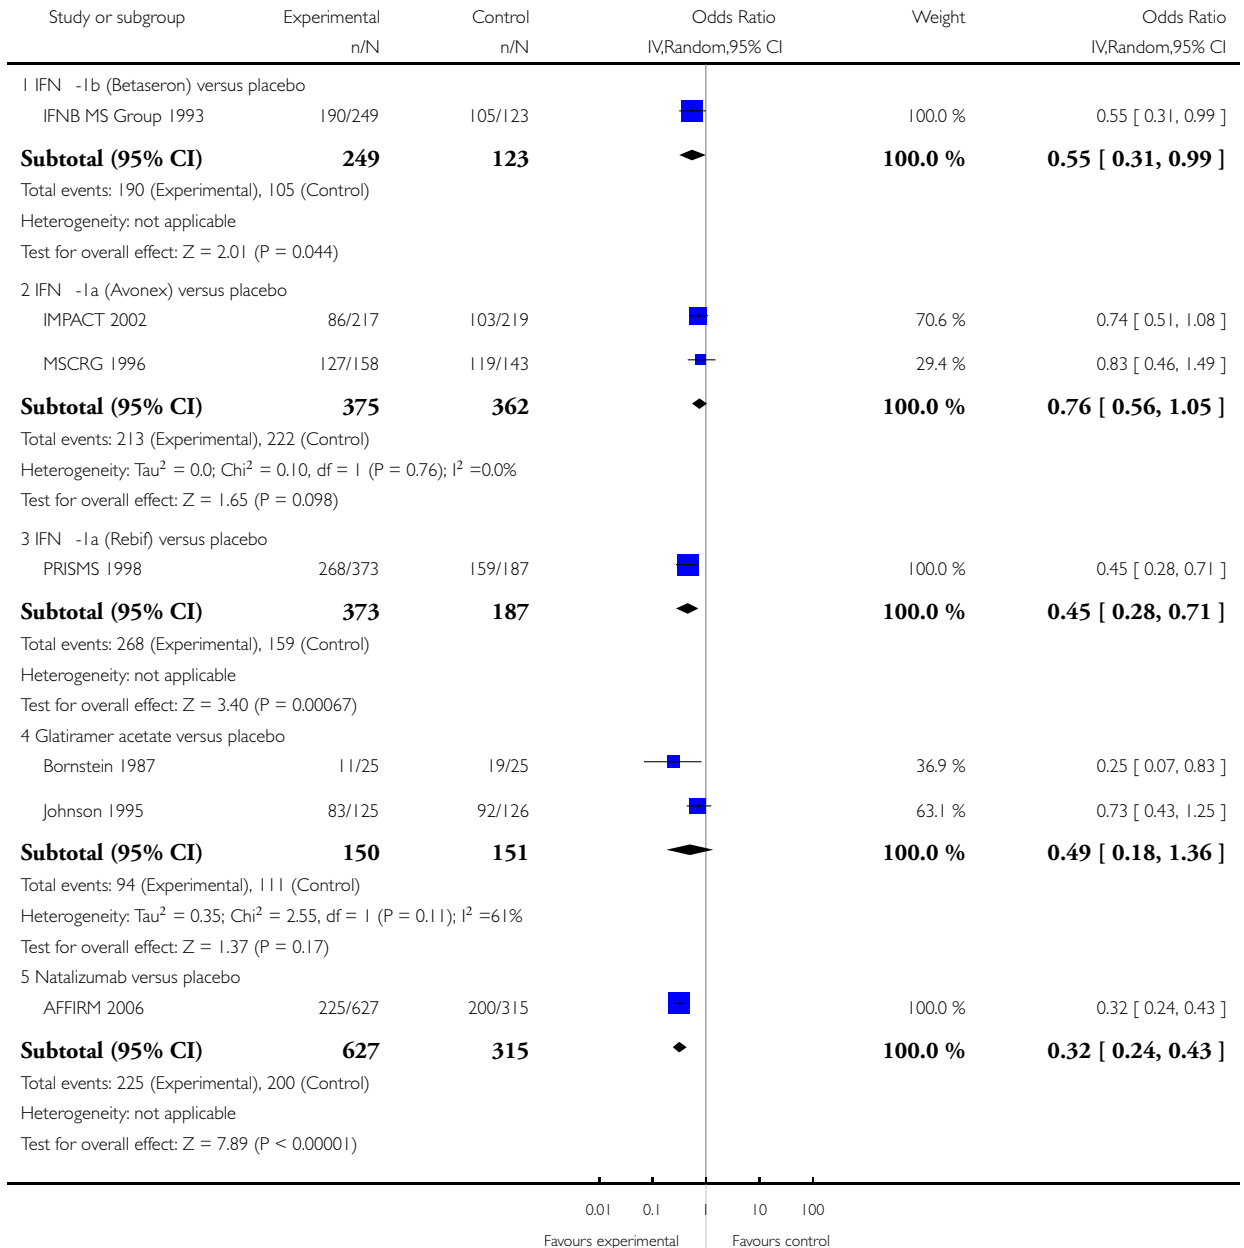 Study or subgroup Experimental Control Odds Ratio Weight Odds Ratio
n/N n/N IV,Random,95% CI IV,Random,95% CI
1 IFN -1b (Betaseron) versus placebo
IFNB MS Group 1993 190/249 105/123 100.0 % 0.55 [ 0.31, 0.99 ]
Subtotal (95% CI) 249 123 100.0 % 0.55 [ 0.31, 0.99 ]
Total events: 190 (Experimental), 105 (Control)
Heterogeneity: not applicable
Test for overall effect: Z = 2.01 (P = 0.044)
2 IFN -1a (Avonex) versus placebo
IMPACT 2002 86/217 103/219 70.6 % 0.74 [ 0.51, 1.08 ]
MSCRG 1996 127/158 119/143 29.4 % 0.83 [ 0.46, 1.49 ]
Subtotal (95% CI) 375 362 100.0 % 0.76 [ 0.56, 1.05 ]
Total events: 213 (Experimental), 222 (Control)
Heterogeneity: Tau² = 0.0; Chi² = 0.10, df = 1 (P = 0.76); I² =0.0%
Test for overall effect: Z = 1.65 (P = 0.098)
3 IFN -1a (Rebif) versus placebo
PRISMS 1998 268/373 159/187 100.0 % 0.45 [ 0.28, 0.71 ]
Subtotal (95% CI) 373 187 100.0 % 0.45 [ 0.28, 0.71 ]
Total events: 268 (Experimental), 159 (Control)
Heterogeneity: not applicable
Test for overall effect: Z = 3.40 (P = 0.00067)
4 Glatiramer acetate versus placebo
Bornstein 1987 11/25 19/25 36.9 % 0.25 [ 0.07, 0.83 ]
Johnson 1995 83/125 92/126 63.1 % 0.73 [ 0.43, 1.25 ]
Subtotal (95% CI) 150 151 100.0 % 0.49 [ 0.18, 1.36 ]
Total events: 94 (Experimental), 111 (Control)
Heterogeneity: Tau² = 0.35; Chi² = 2.55, df = 1 (P = 0.11); I² =61%
Test for overall effect: Z = 1.37 (P = 0.17)
5 Natalizumab versus placebo
AFFIRM 2006 225/627 200/315 100.0 % 0.32 [ 0.24, 0.43 ]
Subtotal (95% CI) 627 315 100.0 % 0.32 [ 0.24, 0.43 ]
Total events: 225 (Experimental), 200 (Control)
Heterogeneity: not applicable
Test for overall effect: Z = 7.89 (P < 0.00001)
0.01 0.1 1 10 100
Favours experimental Favours control